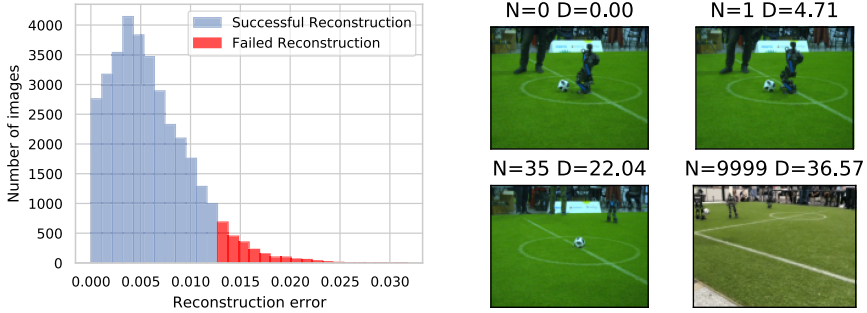 Successful Reconstruction
Failed Reconstruction
Number of images
4000
3500
3000
2500
2000
1500
1000
500
0
0.000 0.005 0.010 0.015 0.020 0.025 0.030
Reconstruction error
N=0 D=0.00
N=1 D=4.71
N=35 D=22.04
N=9999 D=36.57